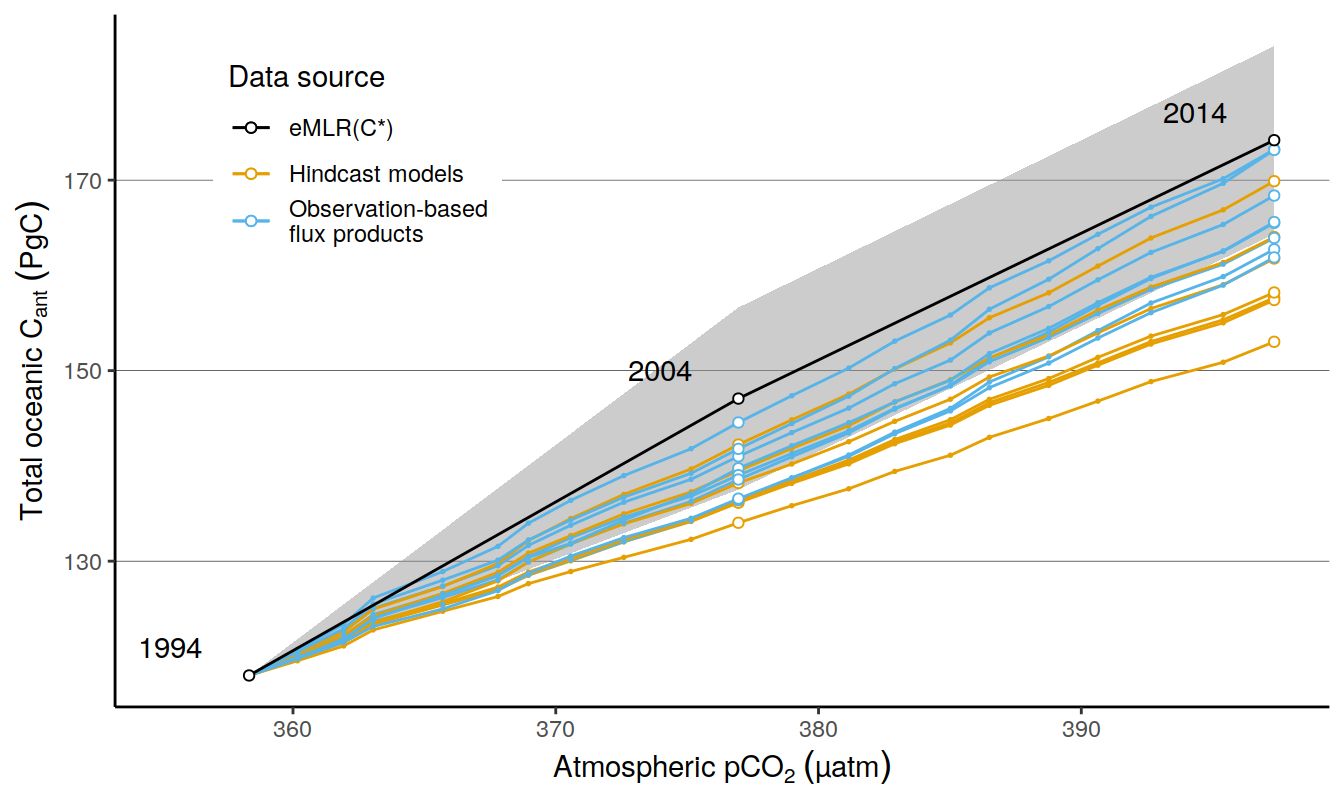 Data source
eMLR(C*)
Hindcast models
Observation-based
flux products
2014
2004
1994
170
150
130
360
370
380
390
Total oceanic Cant (PgC)
Atmospheric pCO2 (µatm)